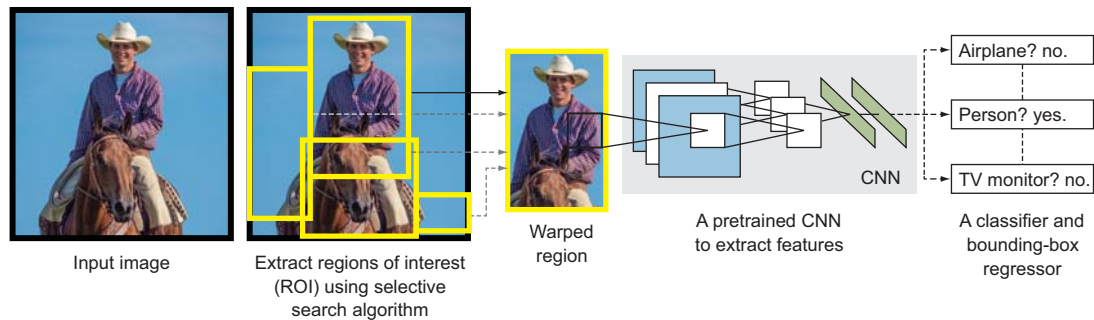 Input image
Extract regions of interest
(ROI) using selective
search algorithm
Warped
region
CNN
A pretrained CNN
to extract features
Airplane? no.
Person? yes.
TV monitor? no.
A classifier and
bounding-box
regressor